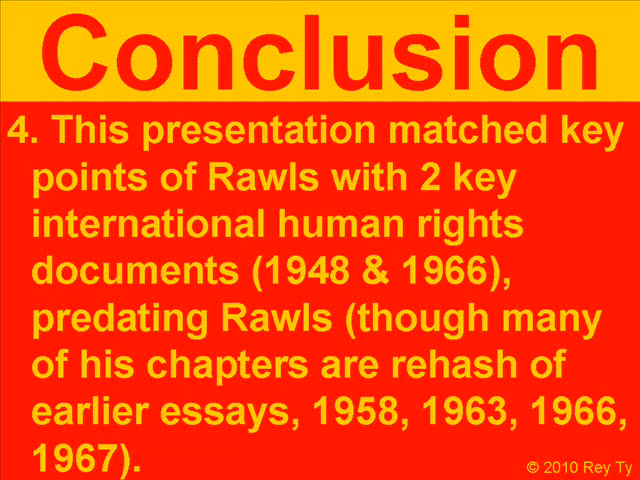 Conclusion
4. This presentation matched key
points of Rawls with 2 key
international human rights
documents (1948 & 1966),
predating Rawls (though many
of his chapters are rehash of
earlier essays, 1958, 1963, 1966,
1967).
© 2010 Rey Ty